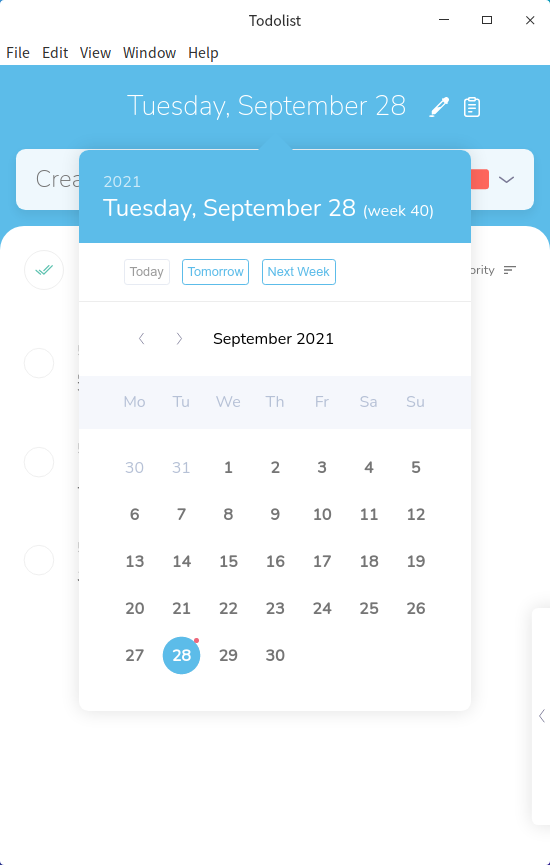 Todolist
File Edit View Window Help
Tuesday, September 28
2021
Tuesday, September 28 (week 40)
Today Tomorrow Next Week
September 2021
Mo Tu We Th Fr Sa Su
30 31 1 2 3 4 5
6 7 8 9 10 11 12
13 14 15 16 17 18 19
20 21 22 23 24 25 26
27 28 29 30